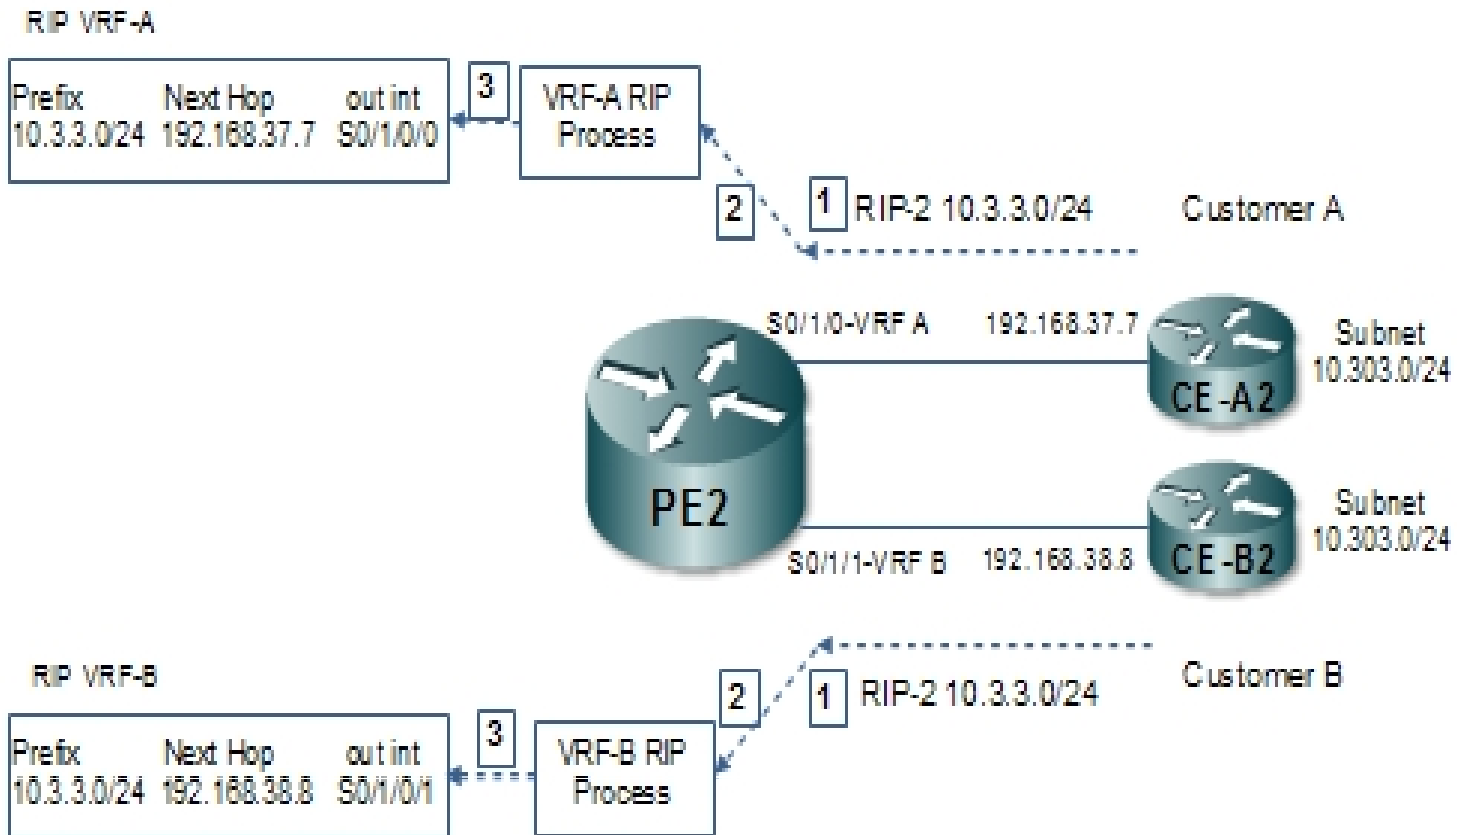 RIP VRF-A
Prefix Next Hop out int
10.3.3.0/24 192.168.37.7 S0/1/0/0
3
VRF-A RIP
Process
2
1 RIP-2 10.3.3.0/24
Customer A
S0/1/0-VRF A
192.168.37.7
Subnet
10.303.0/24
CE-A2
PE2
Subnet
10.303.0/24
CE-B2
S0/1/1-VRF B
192.168.38.8
RIP VRF-B
Prefix Next Hop out int
10.3.3.0/24 192.168.38.8 S0/1/0/1
3
VRF-B RIP
Process
2
1 RIP-2 10.3.3.0/24
Customer B